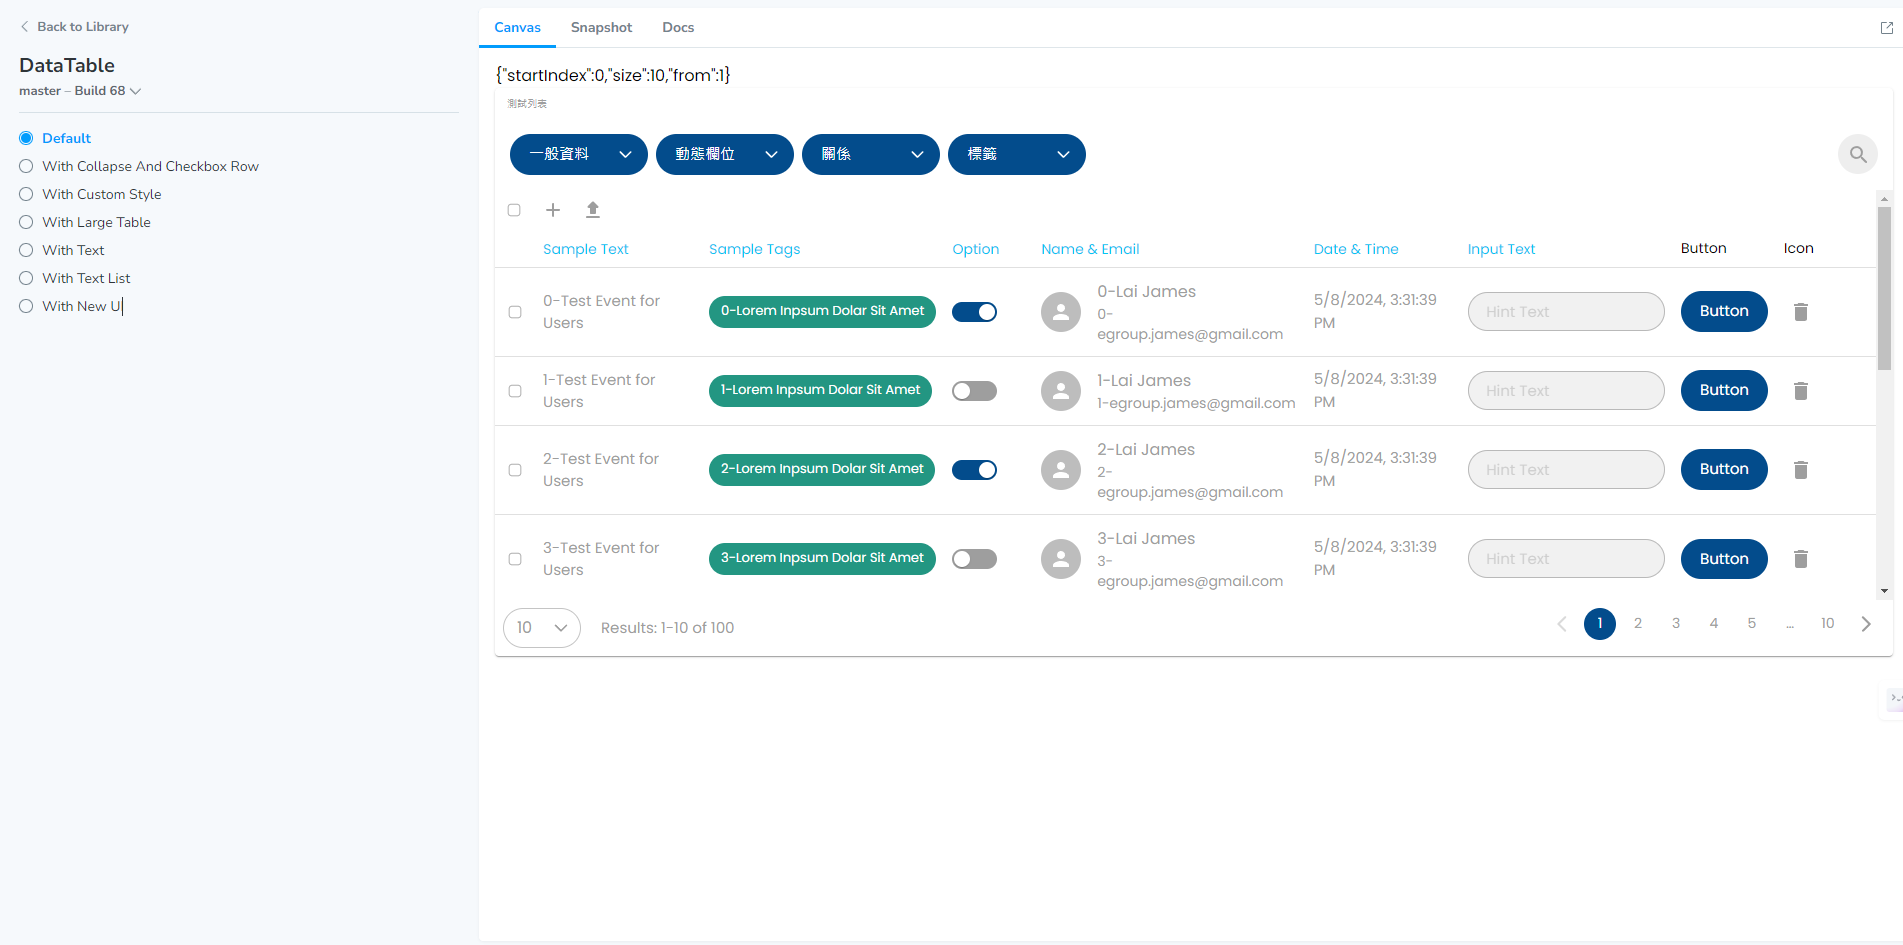 Back to Library
DataTable
master – Build 68
Default
With Collapse And Checkbox Row
With Custom Style
With Large Table
With Text
With Text List
With New UI
Canvas Snapshot Docs
{"startIndex":0,"size":10,"from":1}
測試列表
一般資料 動態欄位 關係 標籤
Sample Text Sample Tags Option Name & Email Date & Time Input Text Button Icon
0-Test Event for
Users
0-Lorem Inpsum Dolar Sit Amet
0-Lai James
0-
egroup.james@gmail.com
5/8/2024, 3:31:39
PM
Hint Text
Button
1-Test Event for
Users
1-Lorem Inpsum Dolar Sit Amet
1-Lai James
1-egroup.james@gmail.com
5/8/2024, 3:31:39
PM
Hint Text
Button
2-Test Event for
Users
2-Lorem Inpsum Dolar Sit Amet
2-Lai James
2-
egroup.james@gmail.com
5/8/2024, 3:31:39
PM
Hint Text
Button
3-Test Event for
Users
3-Lorem Inpsum Dolar Sit Amet
3-Lai James
3-
egroup.james@gmail.com
5/8/2024, 3:31:39
PM
Hint Text
Button
10 Results: 1-10 of 100 1 2 3 4 5 ... 10